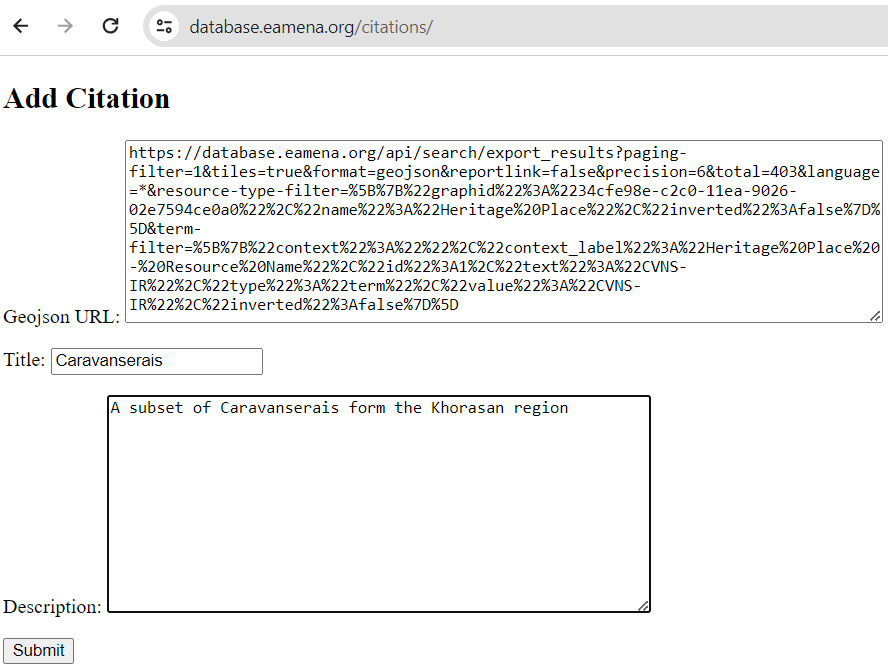 database.eamena.org/citations/
Add Citation
https://database.eamena.org/api/search/export_results?paging-
filter=1&tiles=true&format=geojson&reportlink=false&precision=6&total=403&language
=*&resource-type-filter=%5B%7B%22graphid%22%3A%2234cfe98e-c2c0-11ea-9026-
02e7594ce0a0%22%2C%22name%22%3A%22Heritage%20Place%22%2C%22inverted%22%3Afalse%7D%
5D&term-
filter=%5B%7B%22context%22%3A%22%22%2C%22context_label%22%3A%22Heritage%20Place%20
-%20Resource%20Name%22%2C%22id%22%3A1%2C%22text%22%3A%22CVNS-
IR%22%2C%22type%22%3A%22term%22%2C%22value%22%3A%22CVNS-
IR%22%2C%22inverted%22%3Afalse%7D%5D
Geojson URL:
Title: Caravanserais
A subset of Caravanserais form the Khorasan region
Description:
Submit